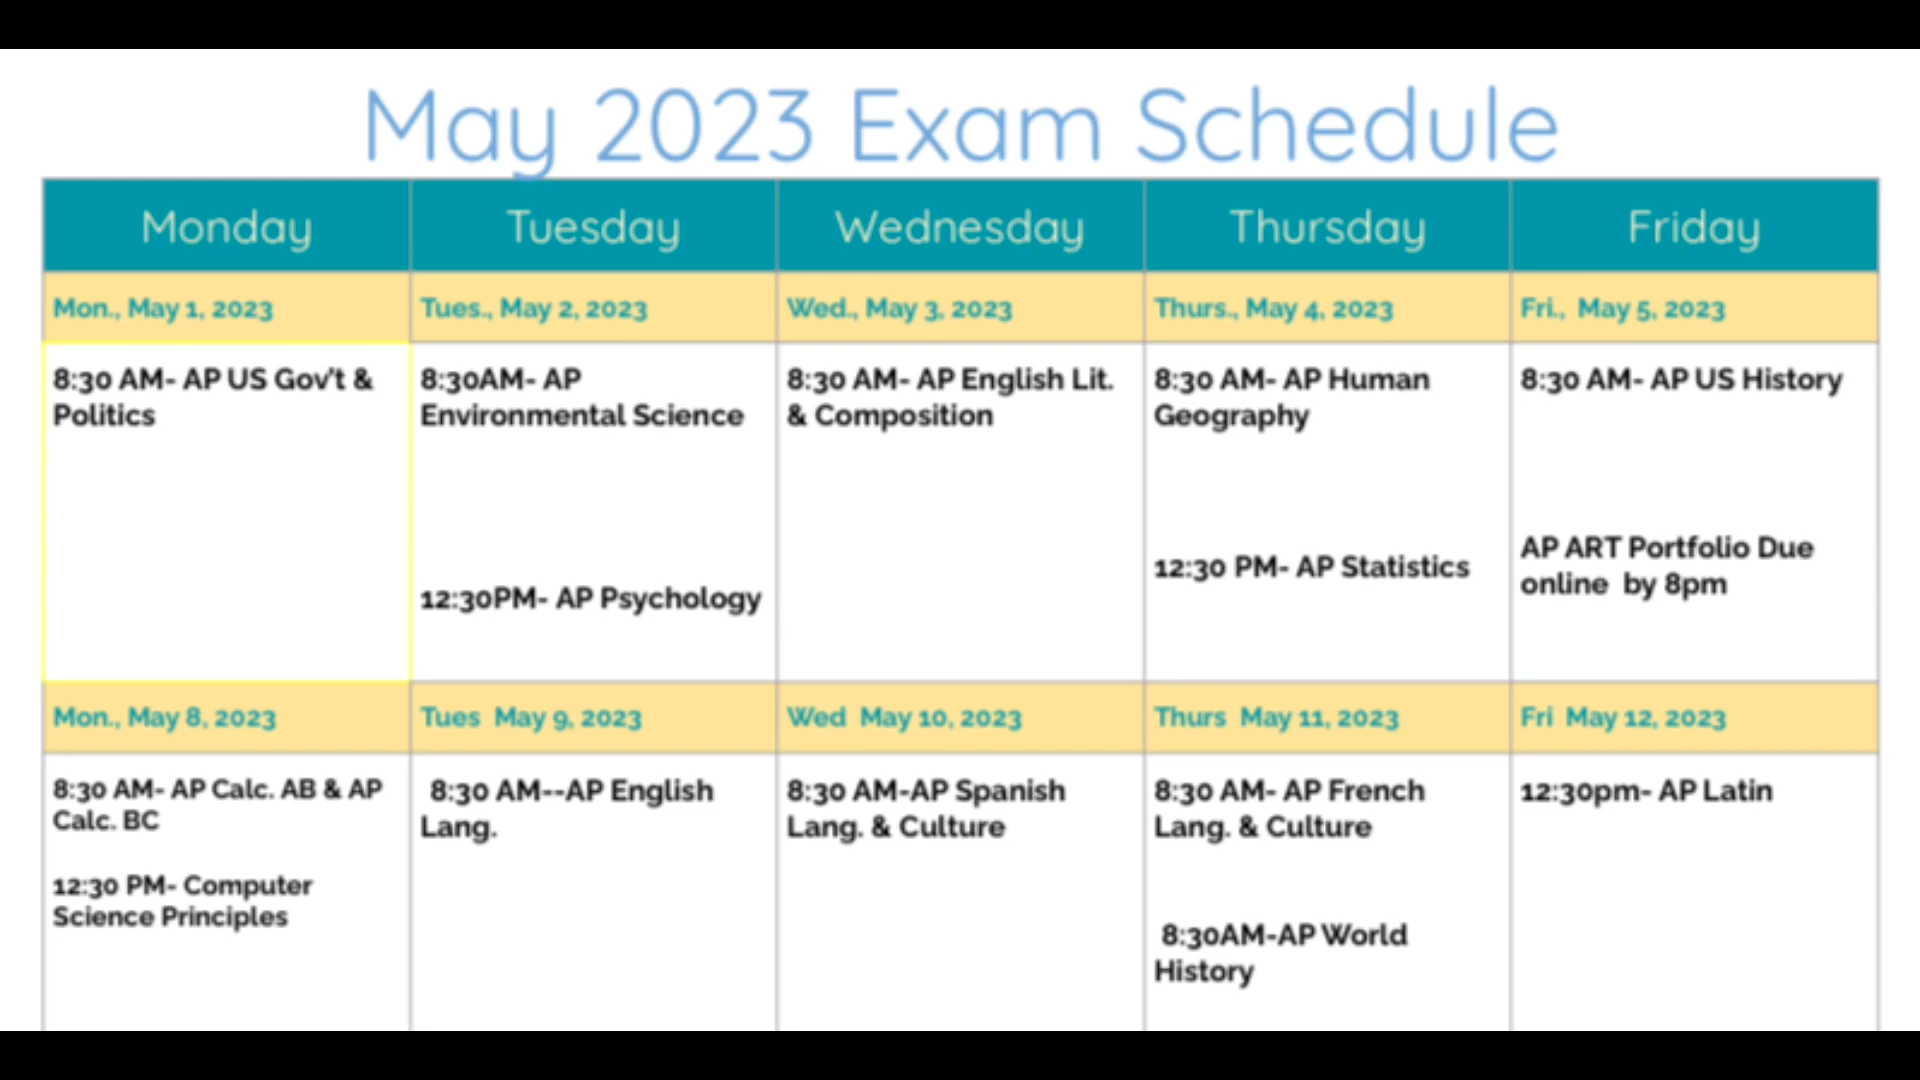 May 2023 Exam Schedule
Monday
Tuesday
Wednesday
Thursday
Friday
Mon., May 1, 2023
Tues., May 2, 2023
Wed., May 3, 2023
Thurs., May 4, 2023
Fri., May 5, 2023
8:30 AM- AP US Gov't &
Politics
8:30AM- AP
Environmental Science
12:30PM- AP Psychology
8:30 AM- AP English Lit.
& Composition
8:30 AM- AP Human
Geography
12:30 PM- AP Statistics
8:30 AM- AP US History
AP ART Portfolio Due
online by 8pm
Mon., May 8, 2023
Tues May 9, 2023
Wed May 10, 2023
Thurs May 11, 2023
Fri May 12, 2023
8:30 AM- AP Calc. AB & AP
Calc. BC
12:30 PM- Computer
Science Principles
8:30 AM--AP English
Lang.
8:30 AM-AP Spanish
Lang. & Culture
8:30 AM- AP French
Lang. & Culture
8:30AM-AP World
History
12:30pm- AP Latin